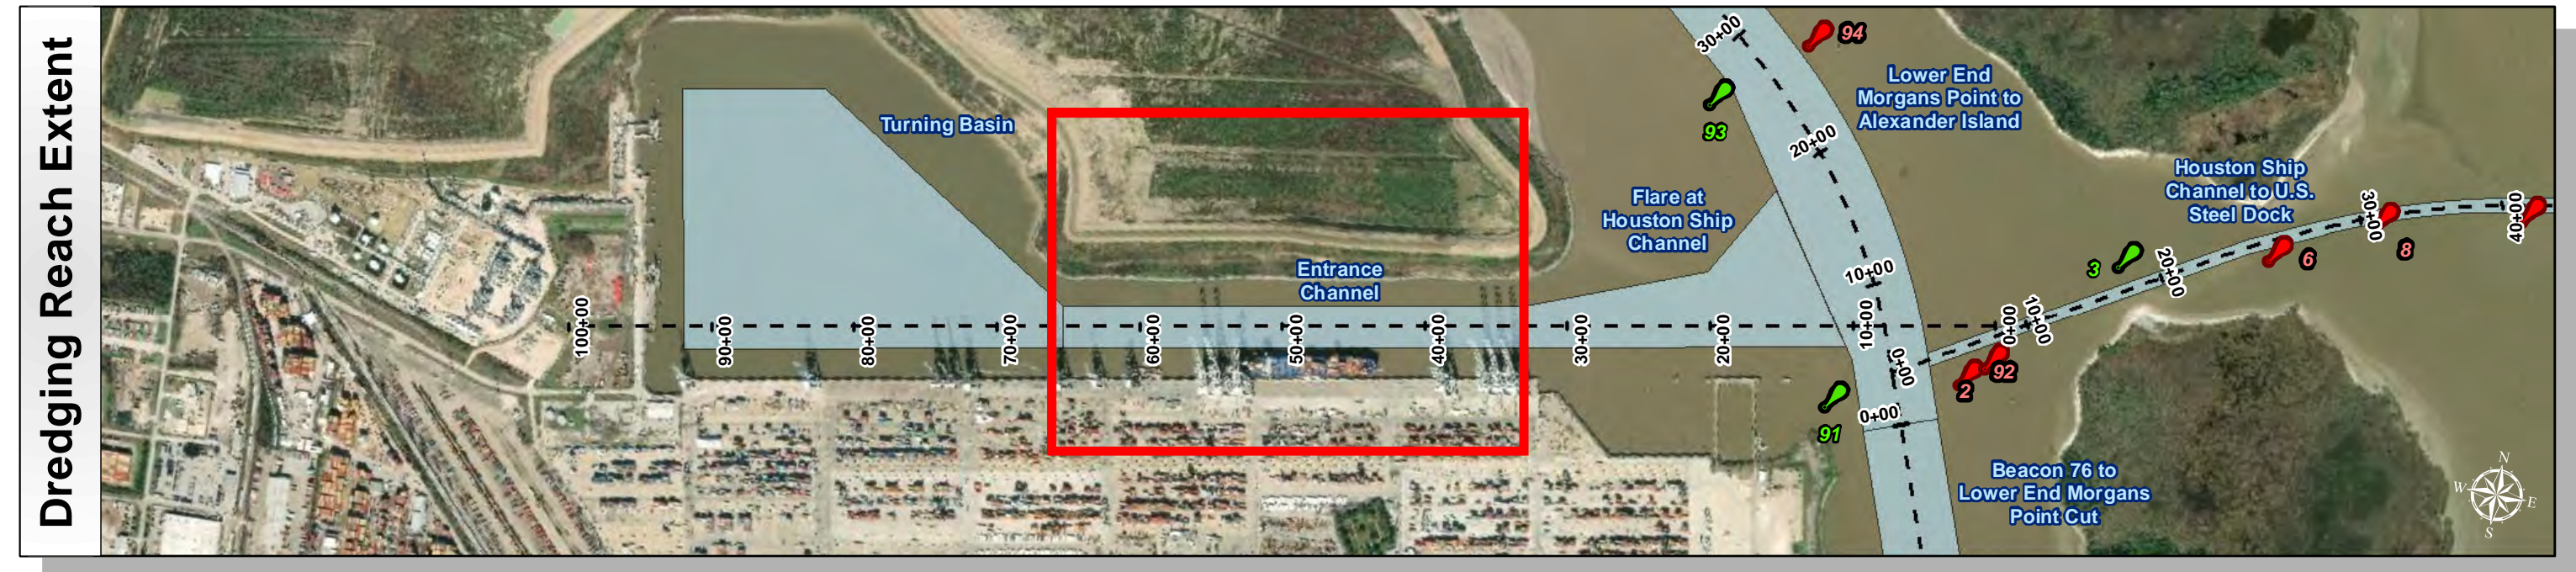 Dredging Reach Extent
Turning Basin
Entrance
Channel
Flare at
Houston Ship
Channel
Lower End
Morgans Point to
Alexander Island
Houston Ship
Channel to U.S.
Steel Dock
Beacon 76 to
Lower End Morgans
Point Cut
100+00
90+00
80+00
70+00
60+00
50+00
40+00
30+00
20+00
10+00
0+00
30+00
20+00
10+00
0+00
0+00
10+00
20+00
30+00
40+00
94
93
91
92
2
3
6
8
N
W
E
S